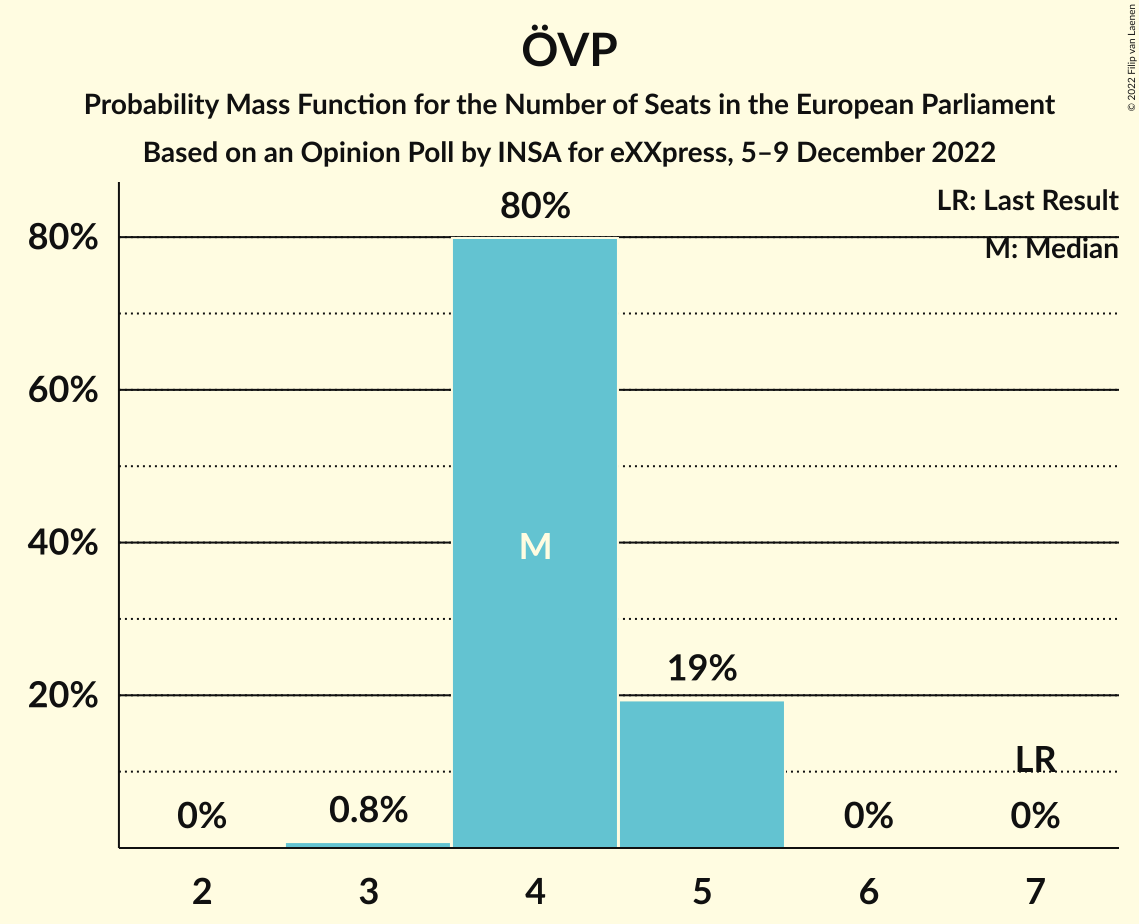 ÖVP
Probability Mass Function for the Number of Seats in the European Parliament
Based on an Opinion Poll by INSA for eXXpress, 5–9 December 2022
© 2022 Filip van Laenen
LR: Last Result
M: Median
80%
60%
40%
20%
0%
0.8%
80%
M
19%
0%
LR
0%
2 3 4 5 6 7